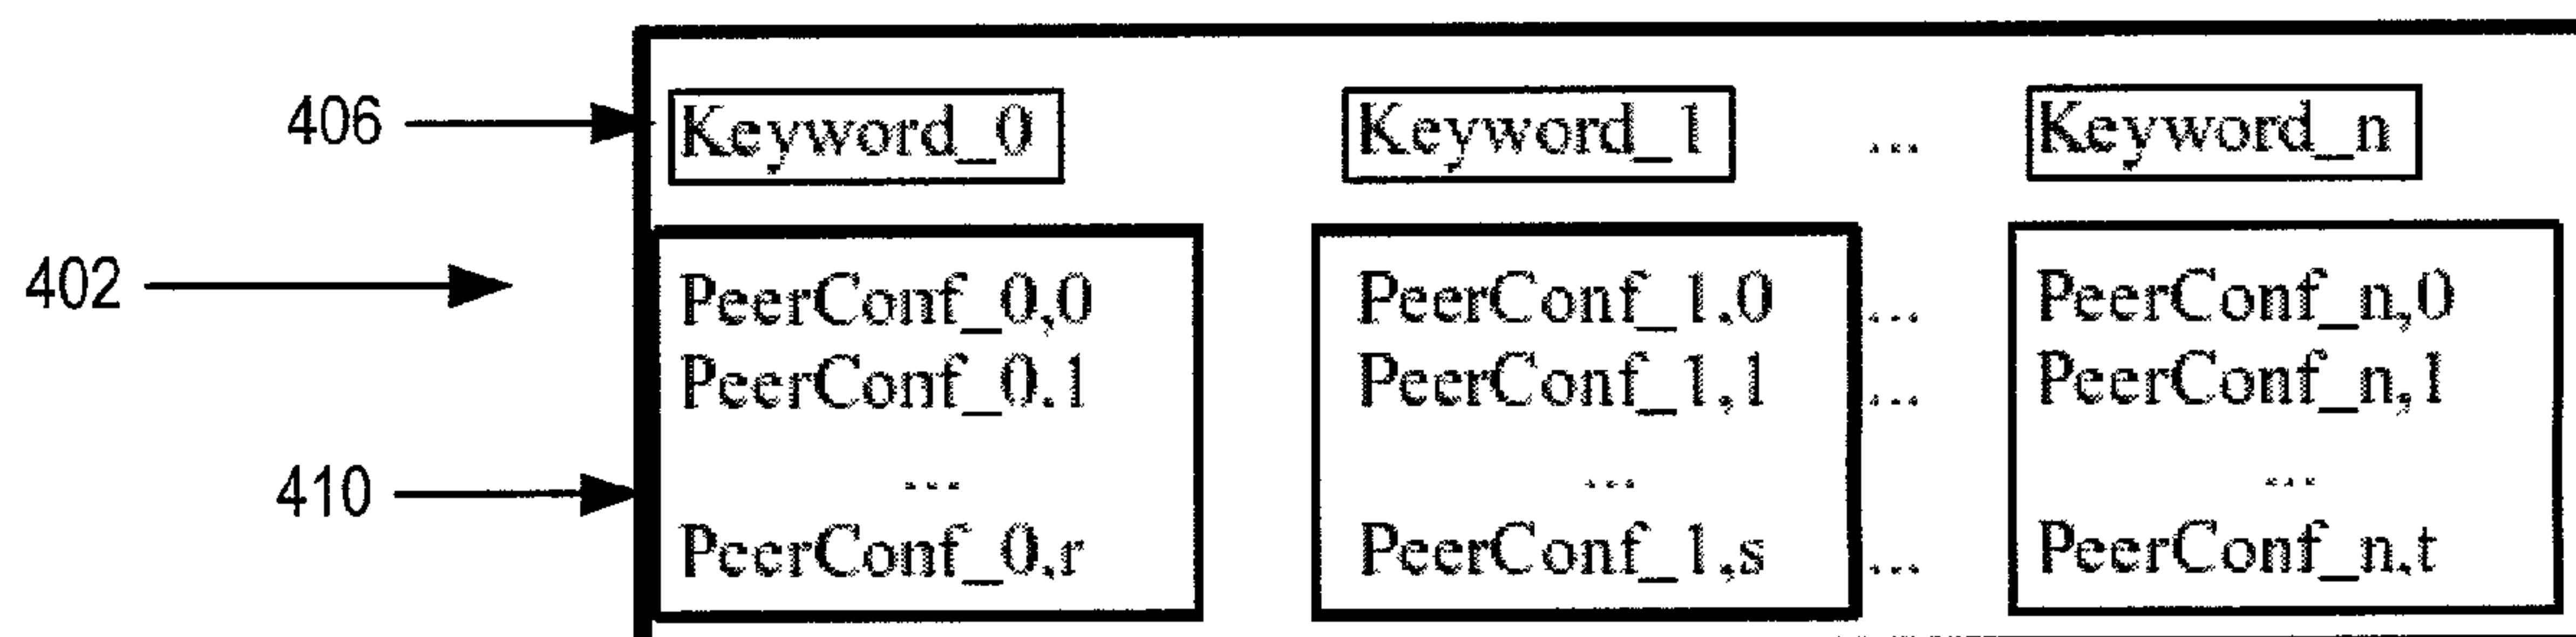 406 Keyword_0 Keyword_1 ... Keyword_n
402 PeerConf_0,0 PeerConf_1,0 ... PeerConf_n,0
PeerConf_0,1 PeerConf_1,1 ... PeerConf_n,1
410 ... ... ...
PeerConf_0,r PeerConf_1,s ... PeerConf_n,t